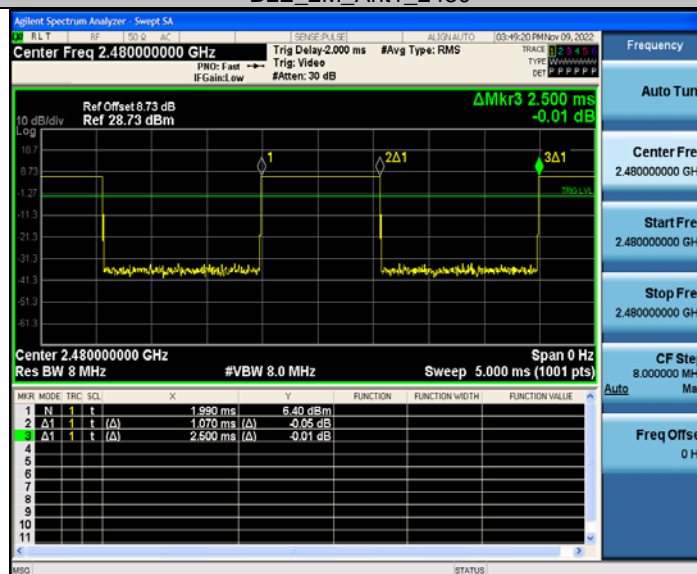 Agilent Spectrum Analyzer - Swept SA
RLT RF 50 Ω AC SENSE:PULSE ALIGN AUTO 03:49:20 PM Nov 09, 2022
Center Freq 2.480000000 GHz
PNO: Fast
IFGain:Low
Trig Delay-2.000 ms
Trig: Video
#Atten: 30 dB
#Avg Type: RMS
TRACE 1 2 3 4 5 6
TYPE WWWWWW
DET P P P P P P
Ref Offset 8.73 dB
Ref 28.73 dBm
10 dB/div
Log
ΔMkr3 2.500 ms
-0.01 dB
18.7
8.73
-1.27
-11.3
-21.3
-31.3
-41.3
-51.3
-61.3
1
2Δ1
3Δ1
TRIG LVL
Center 2.480000000 GHz
Span 0 Hz
Res BW 8 MHz
#VBW 8.0 MHz
Sweep 5.000 ms (1001 pts)
MKR MODE TRC SCL X Y FUNCTION FUNCTION WIDTH FUNCTION VALUE
1 N 1 t 1.990 ms 6.40 dBm
2 Δ1 1 t (Δ) 1.070 ms (Δ) -0.05 dB
3 Δ1 1 t (Δ) 2.500 ms (Δ) -0.01 dB
4
5
6
7
8
9
10
11
MSG
STATUS
Frequency
Auto Tun
Center Fre
2.480000000 GH
Start Fre
2.480000000 GH
Stop Fre
2.480000000 GH
CF Ste
8.000000 MH
Auto Ma
Freq Offse
0 H